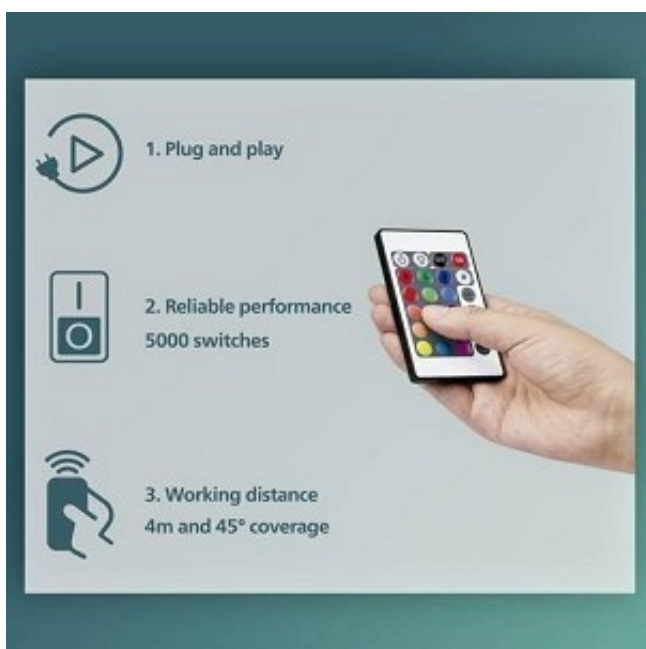 1. Plug and play
2. Reliable performance
5000 switches
3. Working distance
4m and 45° coverage